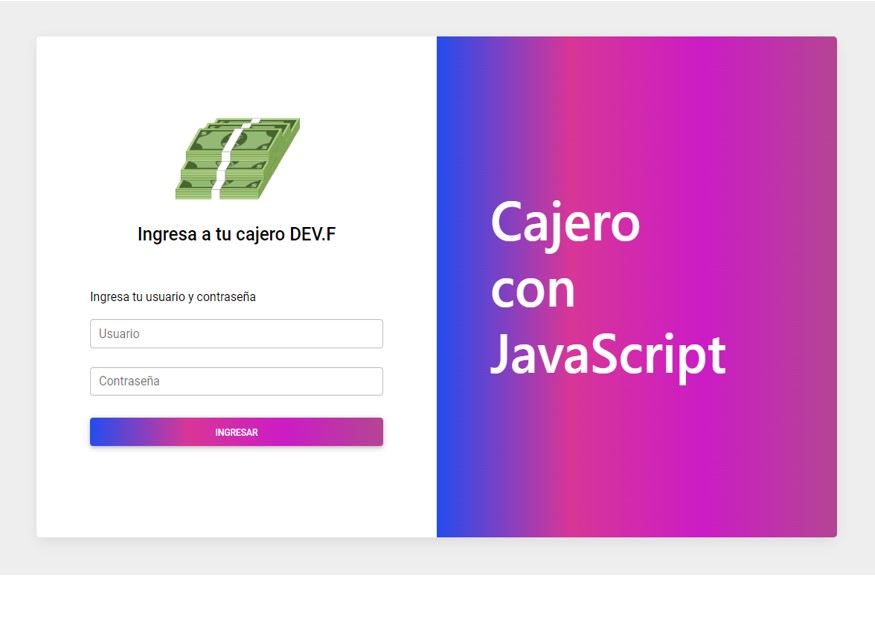 Ingresa a tu cajero DEV.F
Ingresa tu usuario y contraseña
Usuario
Contraseña
INGRESAR
Cajero
con
JavaScript